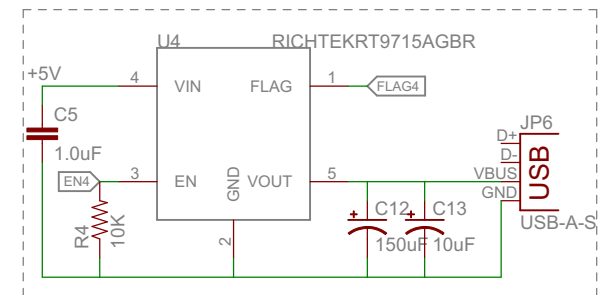 U4
RICHTEKRT9715AGBR
+5V
4
VIN
FLAG
1
FLAG4
C5
1.0uF
JP6
D+
D-
VBUS
GND
USB
USB-A-S
EN4
3
EN
GND
VOUT
5
2
R4
10K
C12
150uF
C13
10uF